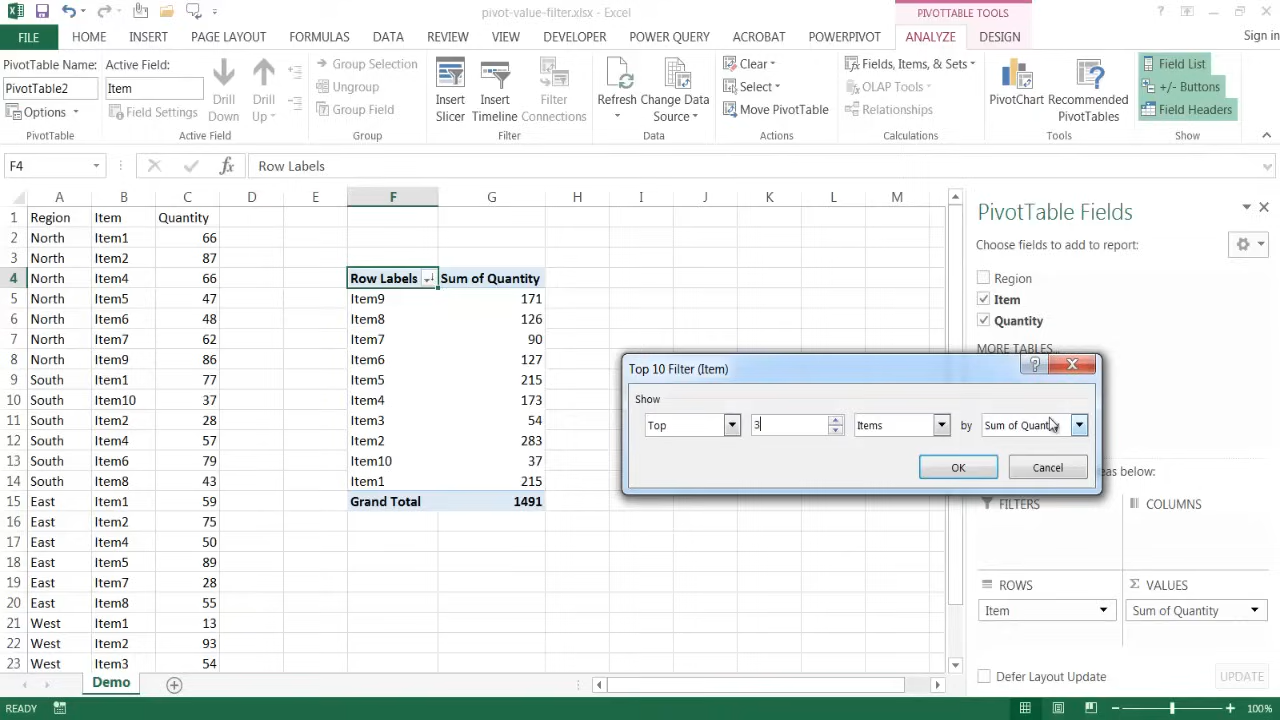 pivot-value-filter.xlsx - Excel
PIVOTTABLE TOOLS
FILE HOME INSERT PAGE LAYOUT FORMULAS DATA REVIEW VIEW DEVELOPER POWER QUERY ACROBAT POWERPIVOT ANALYZE DESIGN Sign in
PivotTable Name:
PivotTable2
Options
PivotTable
Active Field:
Item
Field Settings
Drill Down
Drill Up
Active Field
Group Selection
Ungroup
Group Field
Group
Insert Slicer
Insert Timeline
Filter Connections
Filter
Refresh
Change Data Source
Data
Clear
Select
Move PivotTable
Actions
Fields, Items, & Sets
OLAP Tools
Relationships
Calculations
PivotChart
Recommended PivotTables
Tools
Field List
+/- Buttons
Field Headers
Show
F4 fx Row Labels
A B C D E F G H I J K L M
1 Region Item Quantity
2 North Item1 66
3 North Item2 87
4 North Item4 66 Row Labels Sum of Quantity
5 North Item5 47 Item9 171
6 North Item6 48 Item8 126
7 North Item7 62 Item7 90
8 North Item9 86 Item6 127
9 South Item1 77 Item5 215
10 South Item10 37 Item4 173
11 South Item2 28 Item3 54
12 South Item4 57 Item2 283
13 South Item6 79 Item10 37
14 South Item8 43 Item1 215
15 East Item1 59 Grand Total 1491
16 East Item2 75
17 East Item4 50
18 East Item5 89
19 East Item7 28
20 East Item8 55
21 West Item1 13
22 West Item2 93
23 West Item3 54
Top 10 Filter (Item)
Show
Top 3 Items by Sum of Quant
OK Cancel
PivotTable Fields
Choose fields to add to report:
Region
Item
Quantity
MORE TABLES...
eas below:
FILTERS COLUMNS
ROWS VALUES
Item Sum of Quantity
Defer Layout Update UPDATE
Demo
READY 100%